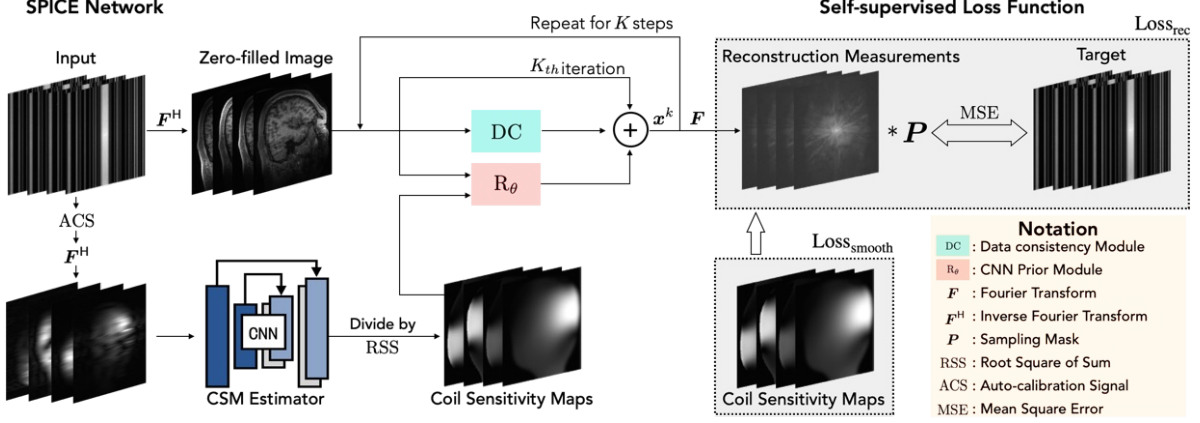 SPICE Network
Self-supervised Loss Function
Input
Zero-filled Image
Repeat for K steps
K_th iteration
F^H
DC
R_θ
+
x^k
F
Reconstruction Measurements
Target
Loss_rec
* P
MSE
ACS
F^H
CNN
CSM Estimator
Divide by
RSS
Coil Sensitivity Maps
Loss_smooth
Coil Sensitivity Maps
Notation
DC : Data consistency Module
R_θ : CNN Prior Module
F : Fourier Transform
F^H : Inverse Fourier Transform
P : Sampling Mask
RSS : Root Square of Sum
ACS : Auto-calibration Signal
MSE : Mean Square Error